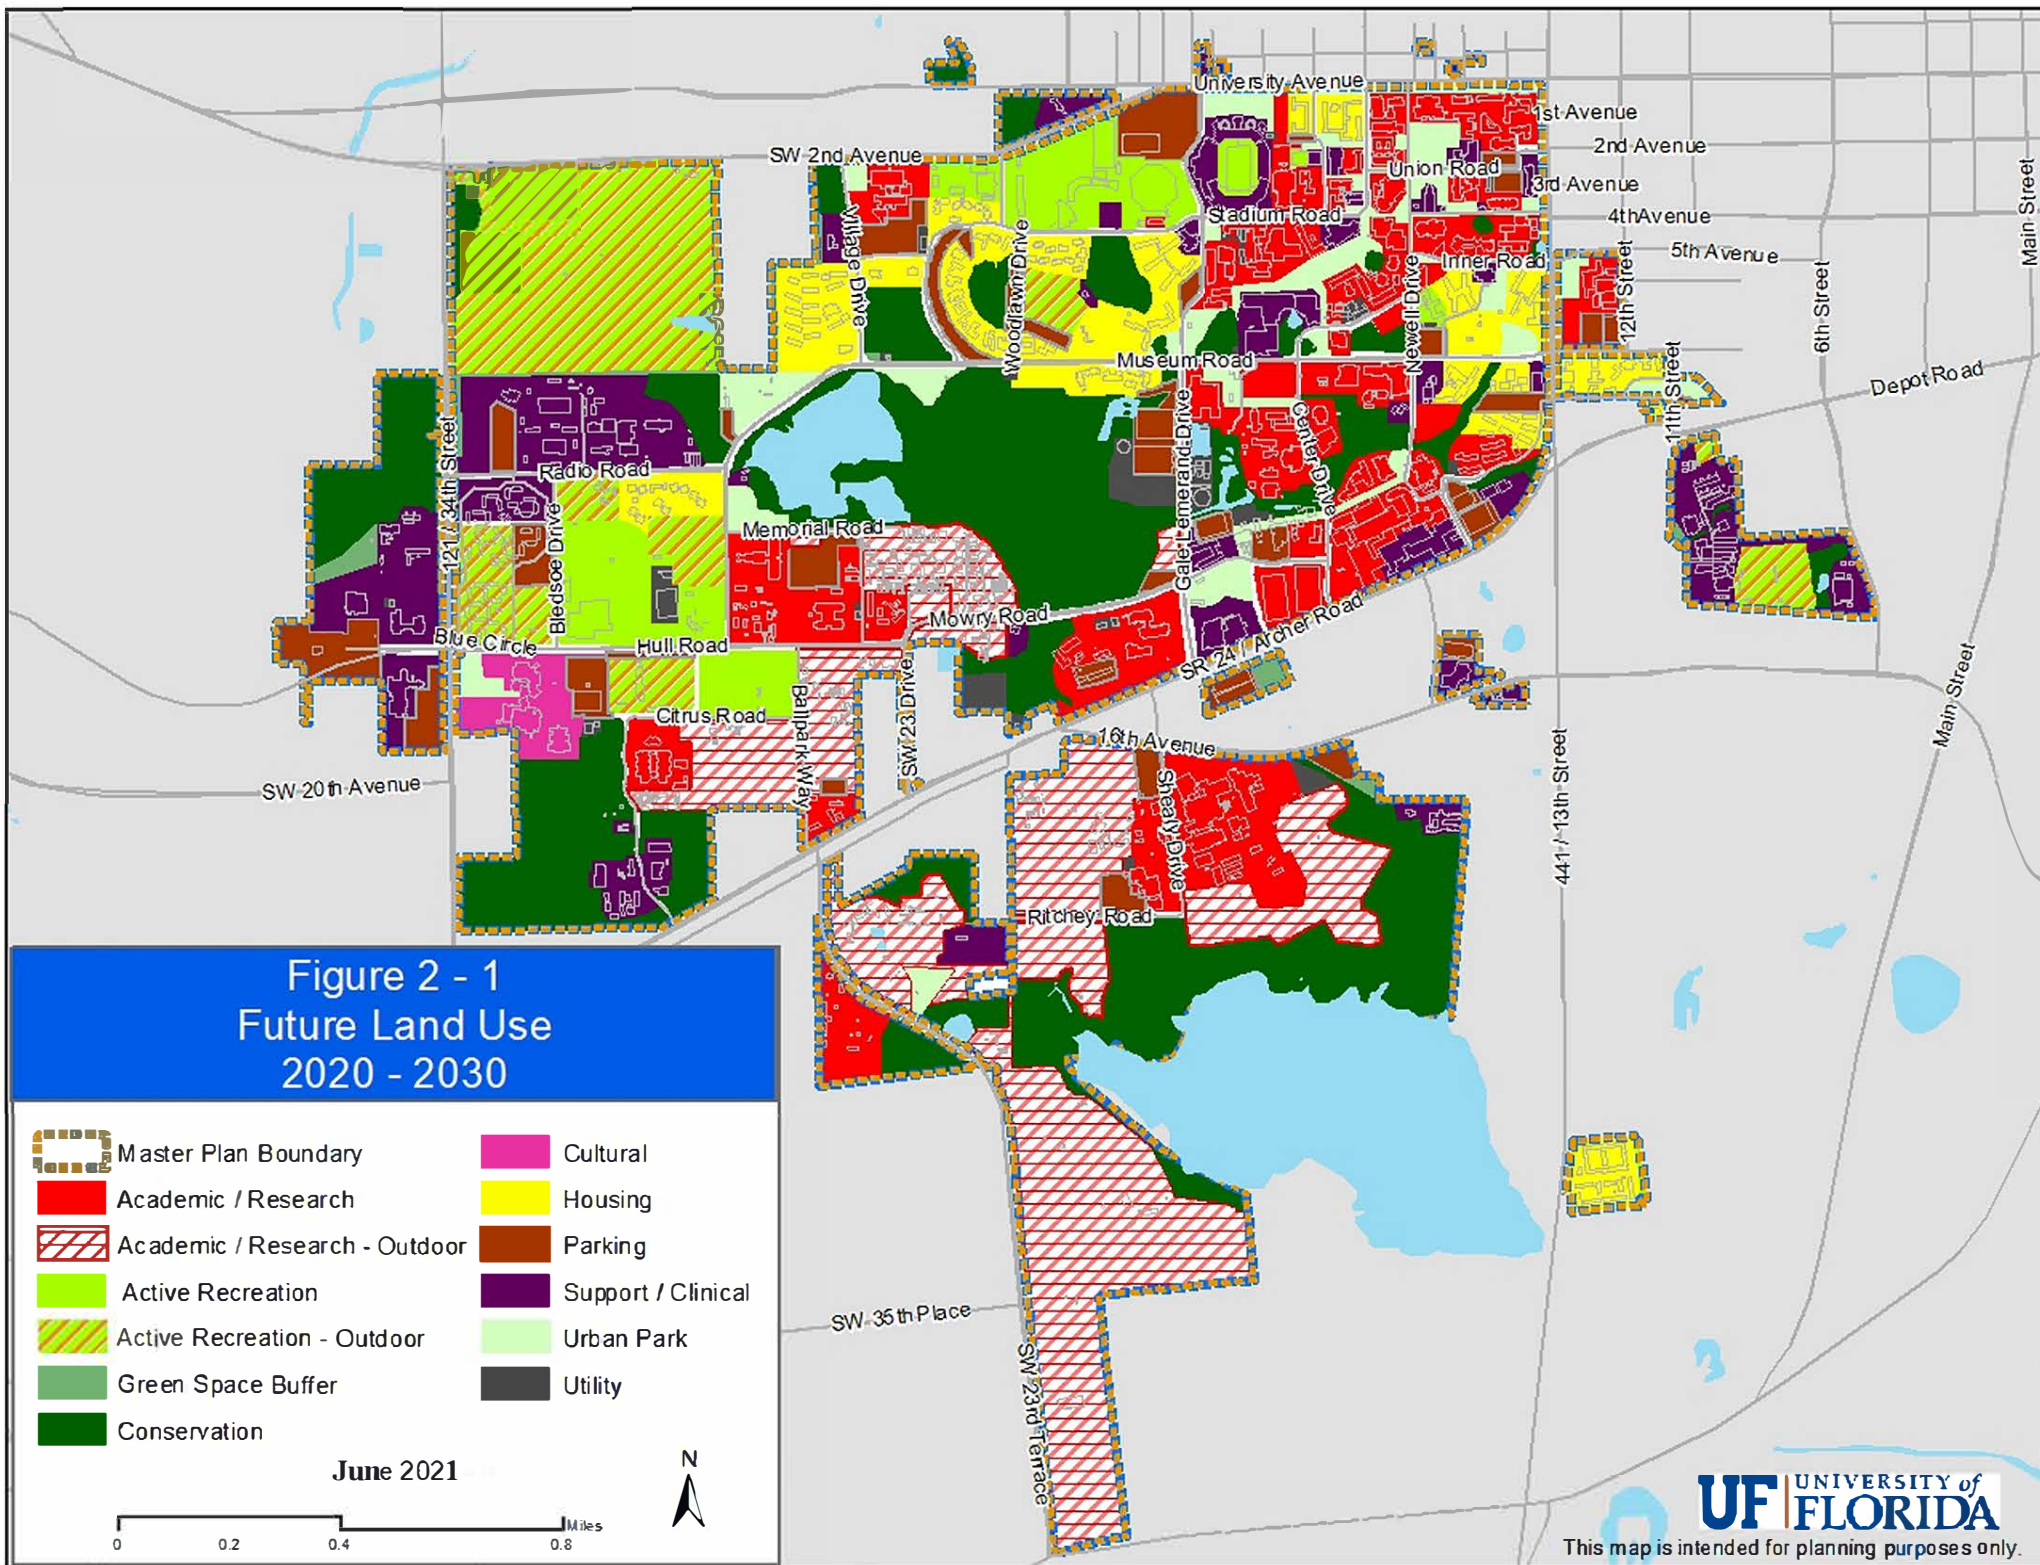 University Avenue
1st Avenue
2nd Avenue
SW 2nd Avenue
Union Road
3rd Avenue
Main Street
Village Drive
Stadium Road
4thAvenue
Woodlawn Drive
12th Street
5th Avenue
Inner Road
Newell Drive
6th Street
Museum Road
11th Street
Depot Road
121 / 34th Street
Gale Lemerand Drive
Center Drive
Radio Road
Memorial Road
Bledsoe Drive
Mowry Road
Blue Circle
Hull Road
SR 24 / Archer Road
SW 23 Drive
Ballpark Way
Citrus Road
16th Avenue
Main Street
SW 20th Avenue
Shealy Drive
441 / 13th Street
Ritchey Road
SW 35th Place
SW 23rd Terrace
Figure 2 - 1
Future Land Use
2020 - 2030
Master Plan Boundary
Academic / Research
Academic / Research - Outdoor
Active Recreation
Active Recreation - Outdoor
Green Space Buffer
Conservation
Cultural
Housing
Parking
Support / Clinical
Urban Park
Utility
June 2021
N
Miles
0 0.2 0.4 0.8
UF UNIVERSITY of
FLORIDA
This map is intended for planning purposes only.